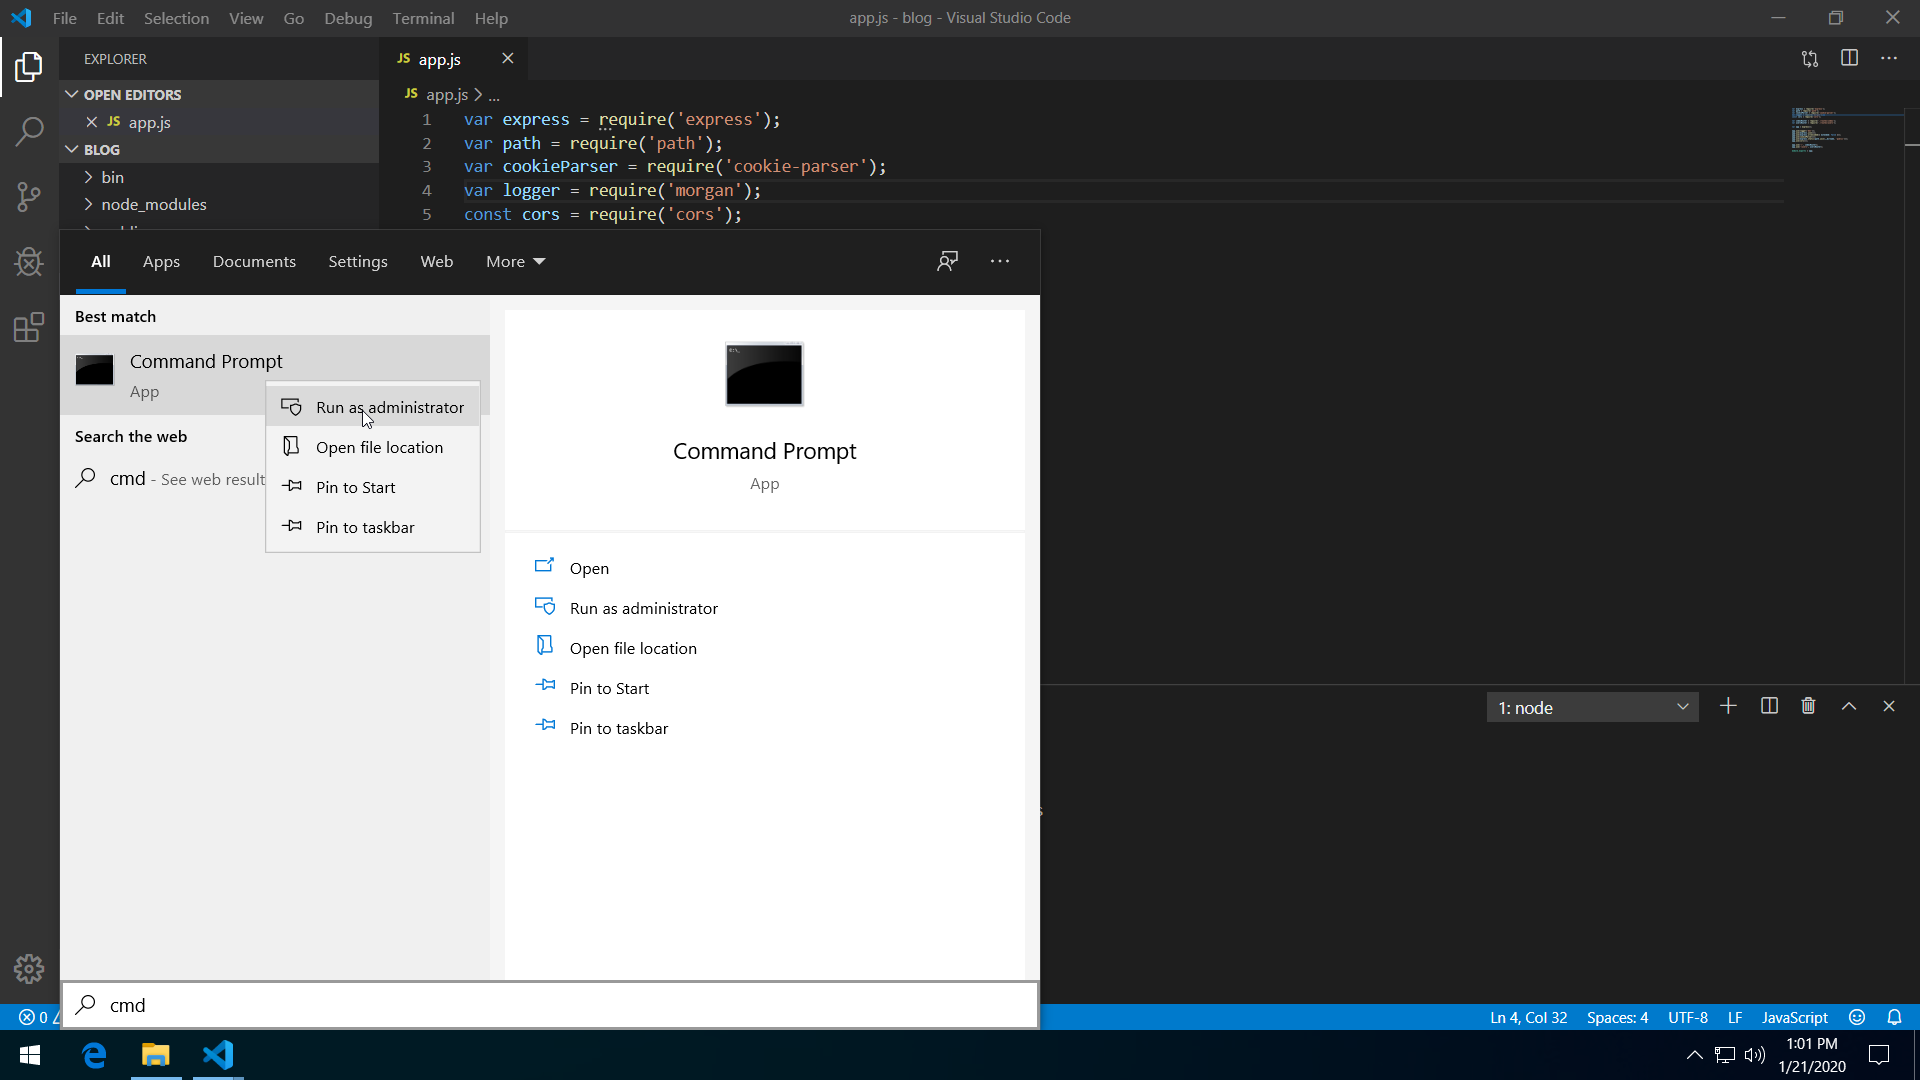 File Edit Selection View Go Debug Terminal Help
app.js - blog - Visual Studio Code
EXPLORER
OPEN EDITORS
JS app.js
BLOG
bin
node_modules
JS app.js
JS app.js > ...
1 var express = require('express');
2 var path = require('path');
3 var cookieParser = require('cookie-parser');
4 var logger = require('morgan');
5 const cors = require('cors');
All Apps Documents Settings Web More
Best match
Command Prompt
App
Search the web
cmd - See web result
Run as administrator
Open file location
Pin to Start
Pin to taskbar
Command Prompt
App
Open
Run as administrator
Open file location
Pin to Start
Pin to taskbar
1: node
cmd
0
Ln 4, Col 32 Spaces: 4 UTF-8 LF JavaScript
1:01 PM
1/21/2020